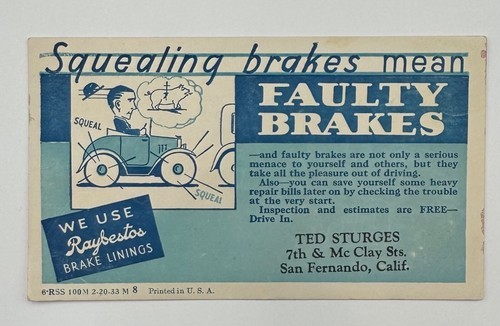 Squealing brakes mean
FAULTY
BRAKES
SQUEAL
SQUEAL
—and faulty brakes are not only a serious
menace to yourself and others, but they
take all the pleasure out of driving.
Also—you can save yourself some heavy
repair bills later on by checking the trouble
at the very start.
Inspection and estimates are FREE—
Drive In.
WE USE
Raybestos
BRAKE LININGS
TED STURGES
7th & Mc Clay Sts.
San Fernando, Calif.
6-RSS 100M 2-20-33 M 8 Printed in U. S. A.